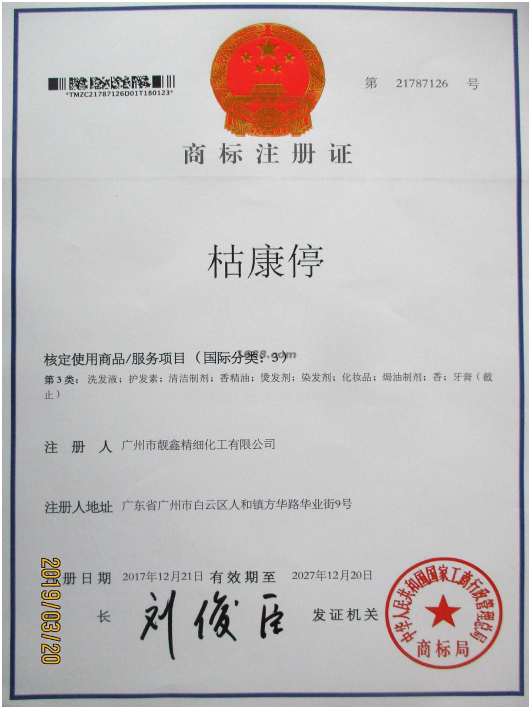 *TMZC21787126D01T180123*
第 21787126 号
商标注册证
枯康停
核定使用商品/服务项目（国际分类：3）
第3类：洗发液；护发素；清洁制剂；香精油；烫发剂；染发剂；化妆品；焗油制剂；香；牙膏（截
止）
注册人 广州市靓鑫精细化工有限公司
注册人地址 广东省广州市白云区人和镇方华路华业街9号
册日期 2017年12月21日 有效期至 2027年12月20日
长 刘俊臣 发证机关
中华人民共和国国家工商行政管理总局
商标局
2019/03/20